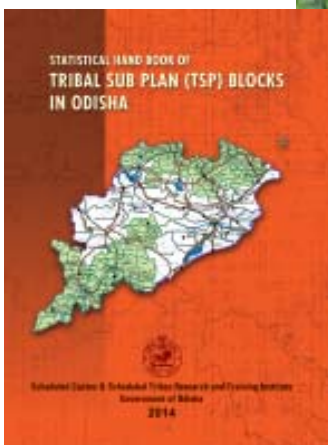 STATISTICAL HAND BOOK OF
TRIBAL SUB PLAN (TSP) BLOCKS
IN ODISHA
Scheduled Castes & Scheduled Tribes Research and Training Institute
Government of Odisha
2014